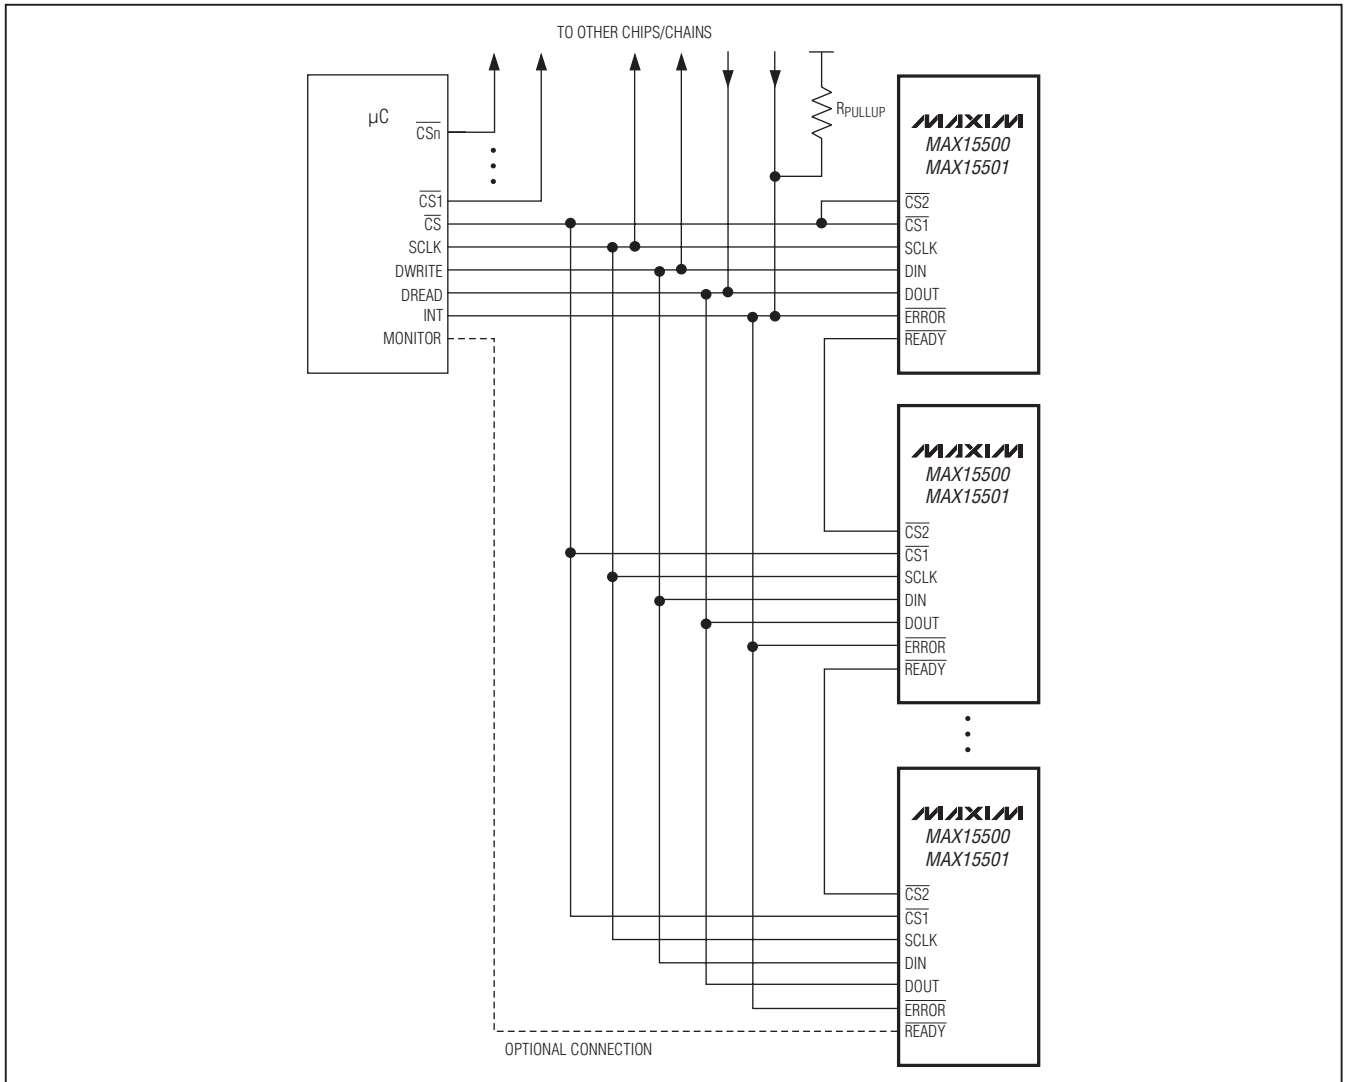 TO OTHER CHIPS/CHAINS
µC
CSn
CS1
CS
SCLK
DWRITE
DREAD
INT
MONITOR
RPULLUP
MAXIM
MAX15500
MAX15501
CS2
CS1
SCLK
DIN
DOUT
ERROR
READY
MAXIM
MAX15500
MAX15501
CS2
CS1
SCLK
DIN
DOUT
ERROR
READY
MAXIM
MAX15500
MAX15501
CS2
CS1
SCLK
DIN
DOUT
ERROR
READY
OPTIONAL CONNECTION